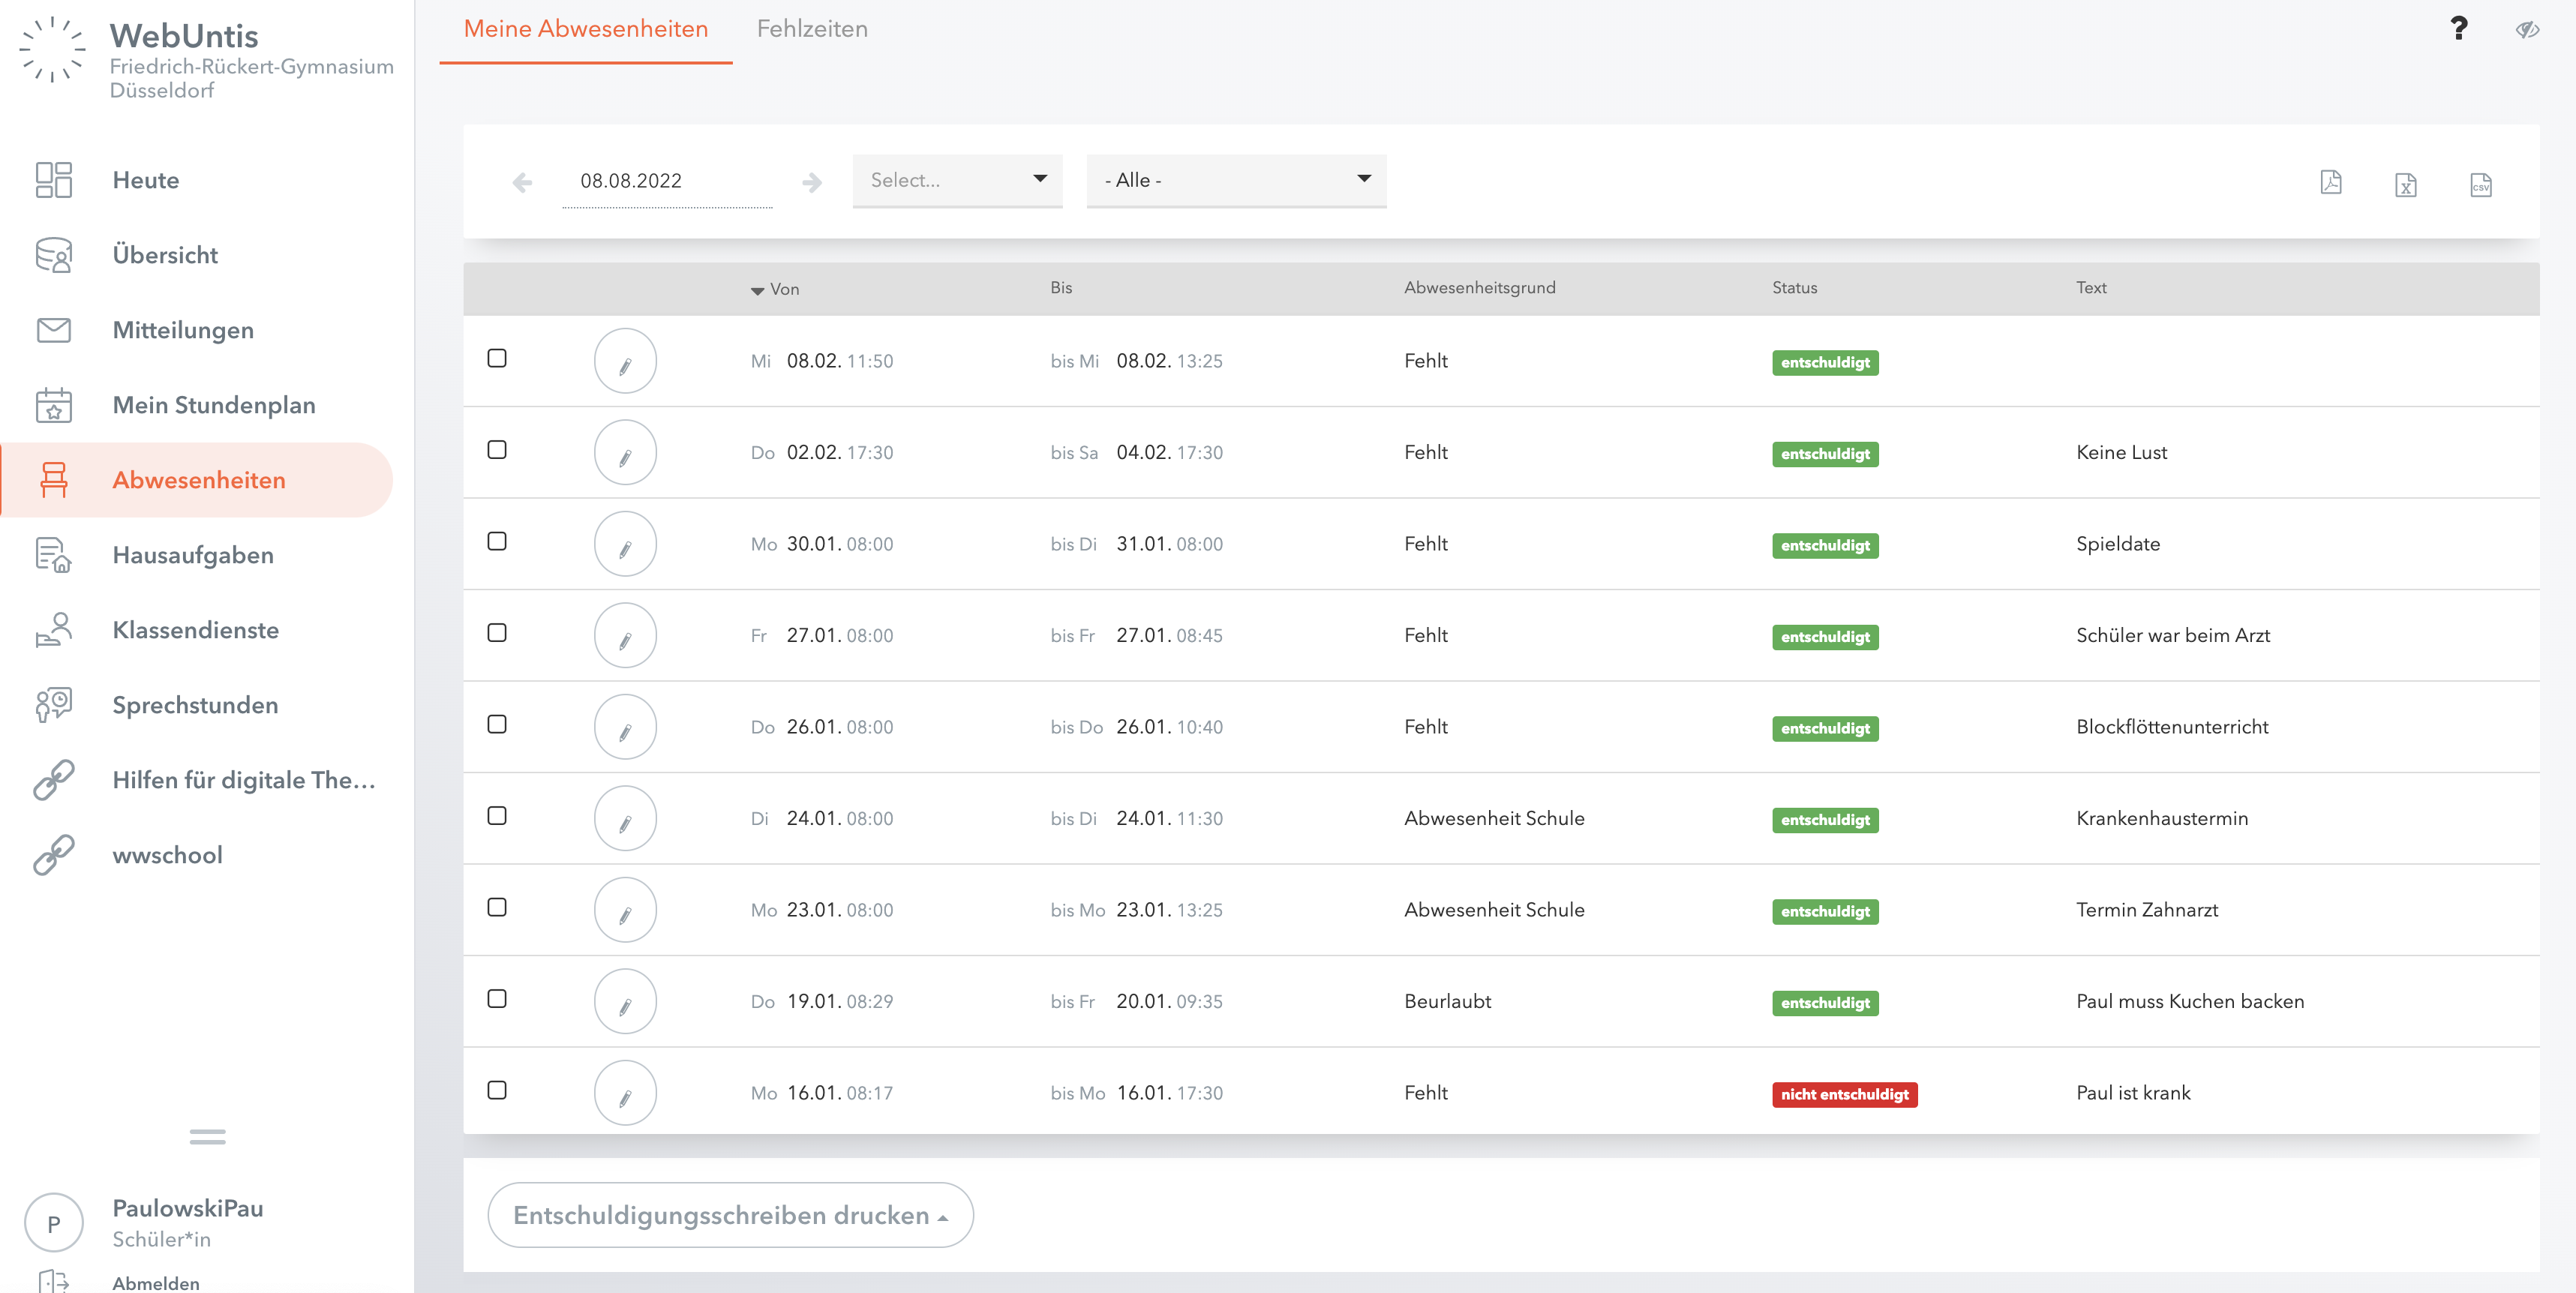 WebUntis
Friedrich-Rückert-Gymnasium
Düsseldorf
Heute
Übersicht
Mitteilungen
Mein Stundenplan
Abwesenheiten
Hausaufgaben
Klassendienste
Sprechstunden
Hilfen für digitale The...
wwschool
P
PaulowskiPau
Schüler*in
Abmelden
Meine Abwesenheiten Fehlzeiten ?
08.08.2022 Select... - Alle - CSV
Von Bis Abwesenheitsgrund Status Text
Mi 08.02. 11:50 bis Mi 08.02. 13:25 Fehlt entschuldigt
Do 02.02. 17:30 bis Sa 04.02. 17:30 Fehlt entschuldigt Keine Lust
Mo 30.01. 08:00 bis Di 31.01. 08:00 Fehlt entschuldigt Spieldate
Fr 27.01. 08:00 bis Fr 27.01. 08:45 Fehlt entschuldigt Schüler war beim Arzt
Do 26.01. 08:00 bis Do 26.01. 10:40 Fehlt entschuldigt Blockflöttenunterricht
Di 24.01. 08:00 bis Di 24.01. 11:30 Abwesenheit Schule entschuldigt Krankenhaustermin
Mo 23.01. 08:00 bis Mo 23.01. 13:25 Abwesenheit Schule entschuldigt Termin Zahnarzt
Do 19.01. 08:29 bis Fr 20.01. 09:35 Beurlaubt entschuldigt Paul muss Kuchen backen
Mo 16.01. 08:17 bis Mo 16.01. 17:30 Fehlt nicht entschuldigt Paul ist krank
Entschuldigungsschreiben drucken